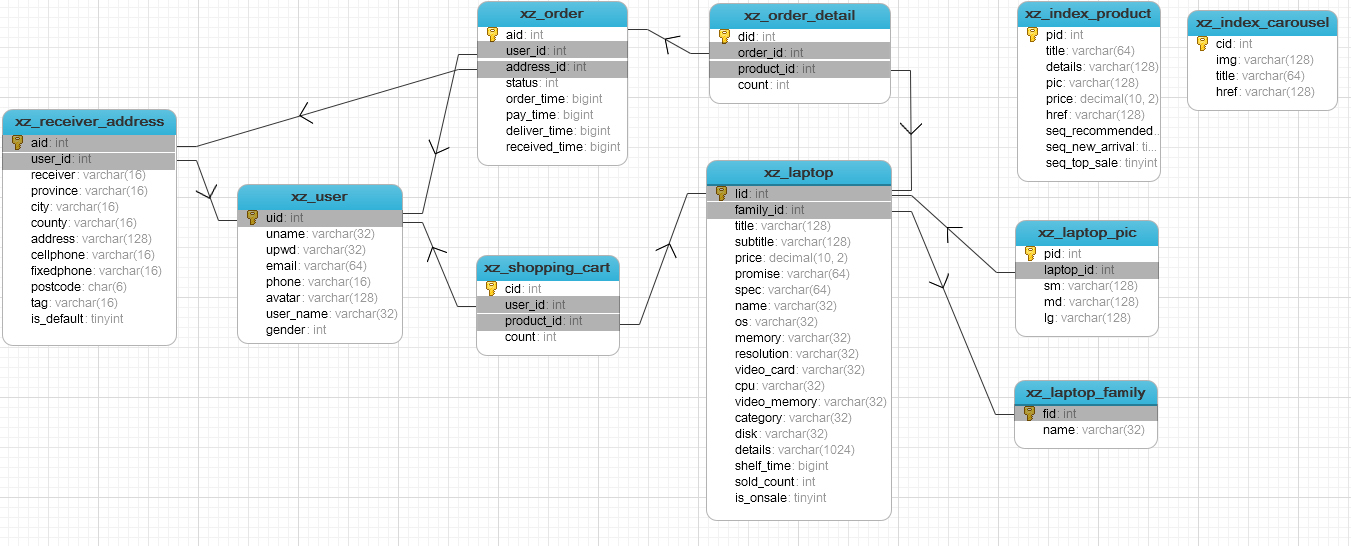 xz_order
aid: int
user_id: int
address_id: int
status: int
order_time: bigint
pay_time: bigint
deliver_time: bigint
received_time: bigint
xz_order_detail
did: int
order_id: int
product_id: int
count: int
xz_index_product
pid: int
title: varchar(64)
details: varchar(128)
pic: varchar(128)
price: decimal(10, 2)
href: varchar(128)
seq_recommended...
seq_new_arrival: ti...
seq_top_sale: tinyint
xz_index_carousel
cid: int
img: varchar(128)
title: varchar(64)
href: varchar(128)
xz_receiver_address
aid: int
user_id: int
receiver: varchar(16)
province: varchar(16)
city: varchar(16)
county: varchar(16)
address: varchar(128)
cellphone: varchar(16)
fixedphone: varchar(16)
postcode: char(6)
tag: varchar(16)
is_default: tinyint
xz_user
uid: int
uname: varchar(32)
upwd: varchar(32)
email: varchar(64)
phone: varchar(16)
avatar: varchar(128)
user_name: varchar(32)
gender: int
xz_shopping_cart
cid: int
user_id: int
product_id: int
count: int
xz_laptop
lid: int
family_id: int
title: varchar(128)
subtitle: varchar(128)
price: decimal(10, 2)
promise: varchar(64)
spec: varchar(64)
name: varchar(32)
os: varchar(32)
memory: varchar(32)
resolution: varchar(32)
video_card: varchar(32)
cpu: varchar(32)
video_memory: varchar(32)
category: varchar(32)
disk: varchar(32)
details: varchar(1024)
shelf_time: bigint
sold_count: int
is_onsale: tinyint
xz_laptop_pic
pid: int
laptop_id: int
sm: varchar(128)
md: varchar(128)
lg: varchar(128)
xz_laptop_family
fid: int
name: varchar(32)